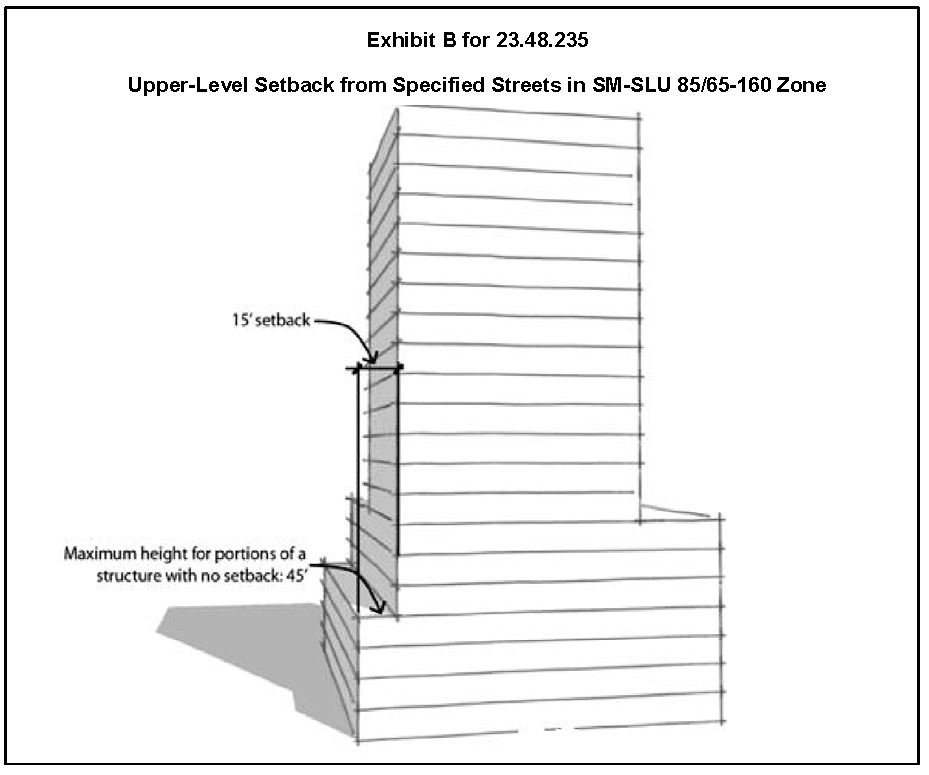 Exhibit B for 23.48.235
Upper-Level Setback from Specified Streets in SM-SLU 85/65-160 Zone
15' setback
Maximum height for portions of a
structure with no setback: 45'